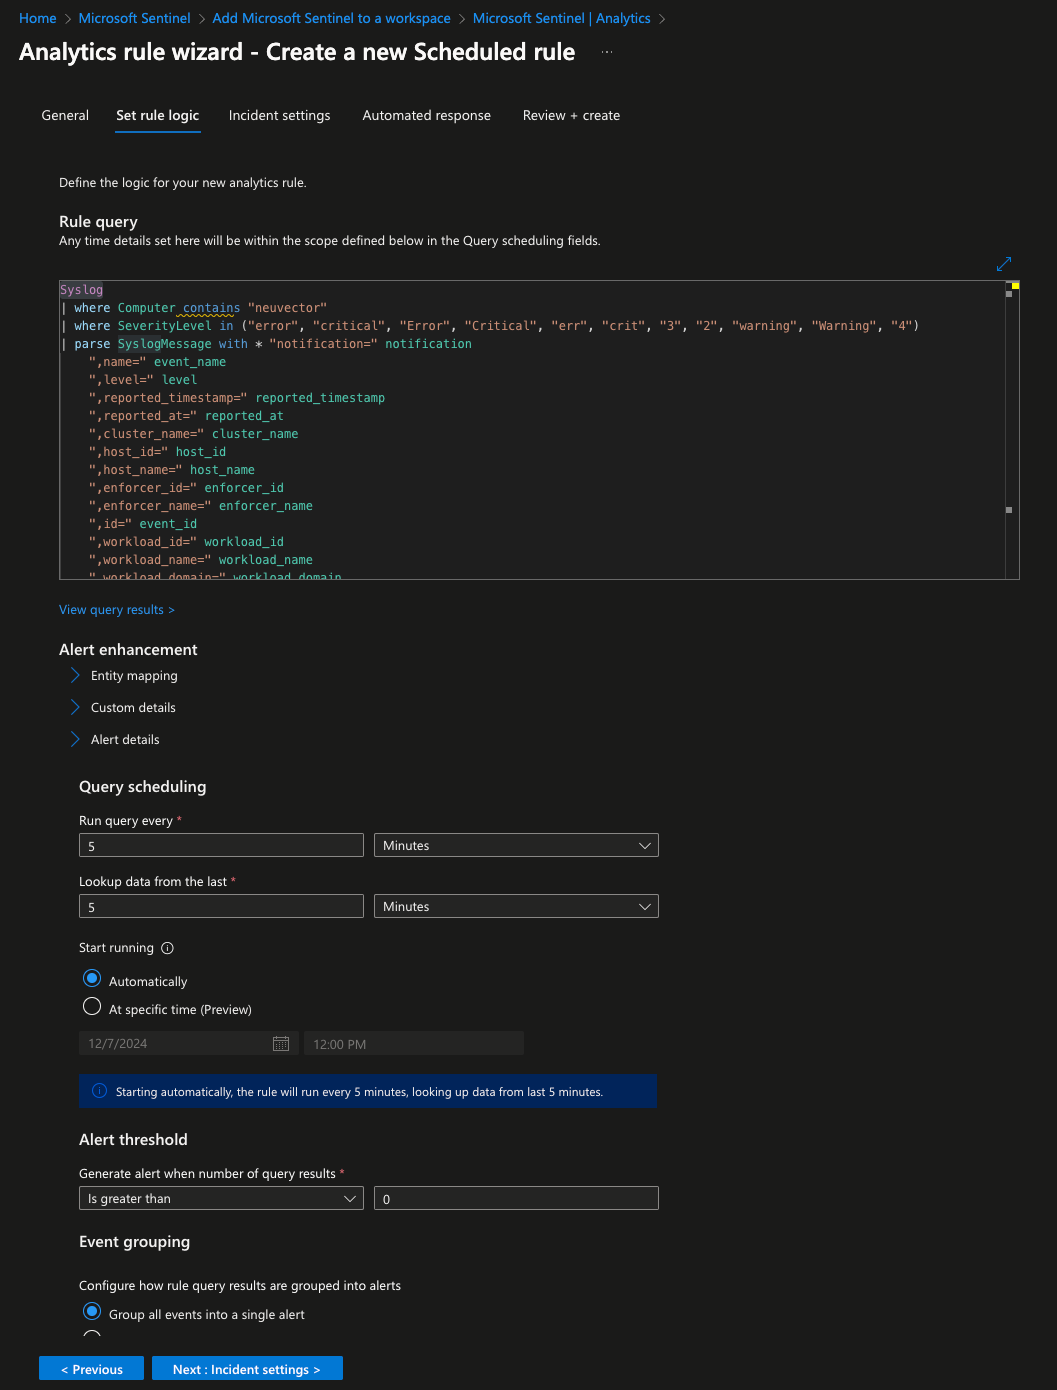 Home > Microsoft Sentinel > Add Microsoft Sentinel to a workspace > Microsoft Sentinel | Analytics >
Analytics rule wizard - Create a new Scheduled rule ...
General Set rule logic Incident settings Automated response Review + create
Define the logic for your new analytics rule.
Rule query
Any time details set here will be within the scope defined below in the Query scheduling fields.
Syslog
| where Computer contains "neuvector"
| where SeverityLevel in ("error", "critical", "Error", "Critical", "err", "crit", "3", "2", "warning", "Warning", "4")
| parse SyslogMessage with * "notification=" notification
",name=" event_name
",level=" level
",reported_timestamp=" reported_timestamp
",reported_at=" reported_at
",cluster_name=" cluster_name
",host_id=" host_id
",host_name=" host_name
",enforcer_id=" enforcer_id
",enforcer_name=" enforcer_name
",id=" event_id
",workload_id=" workload_id
",workload_name=" workload_name
",workload_domain=" workload_domain
View query results >
Alert enhancement
Entity mapping
Custom details
Alert details
Query scheduling
Run query every *
5 Minutes
Lookup data from the last *
5 Minutes
Start running
Automatically
At specific time (Preview)
12/7/2024 12:00 PM
Starting automatically, the rule will run every 5 minutes, looking up data from last 5 minutes.
Alert threshold
Generate alert when number of query results *
Is greater than 0
Event grouping
Configure how rule query results are grouped into alerts
Group all events into a single alert
< Previous Next : Incident settings >